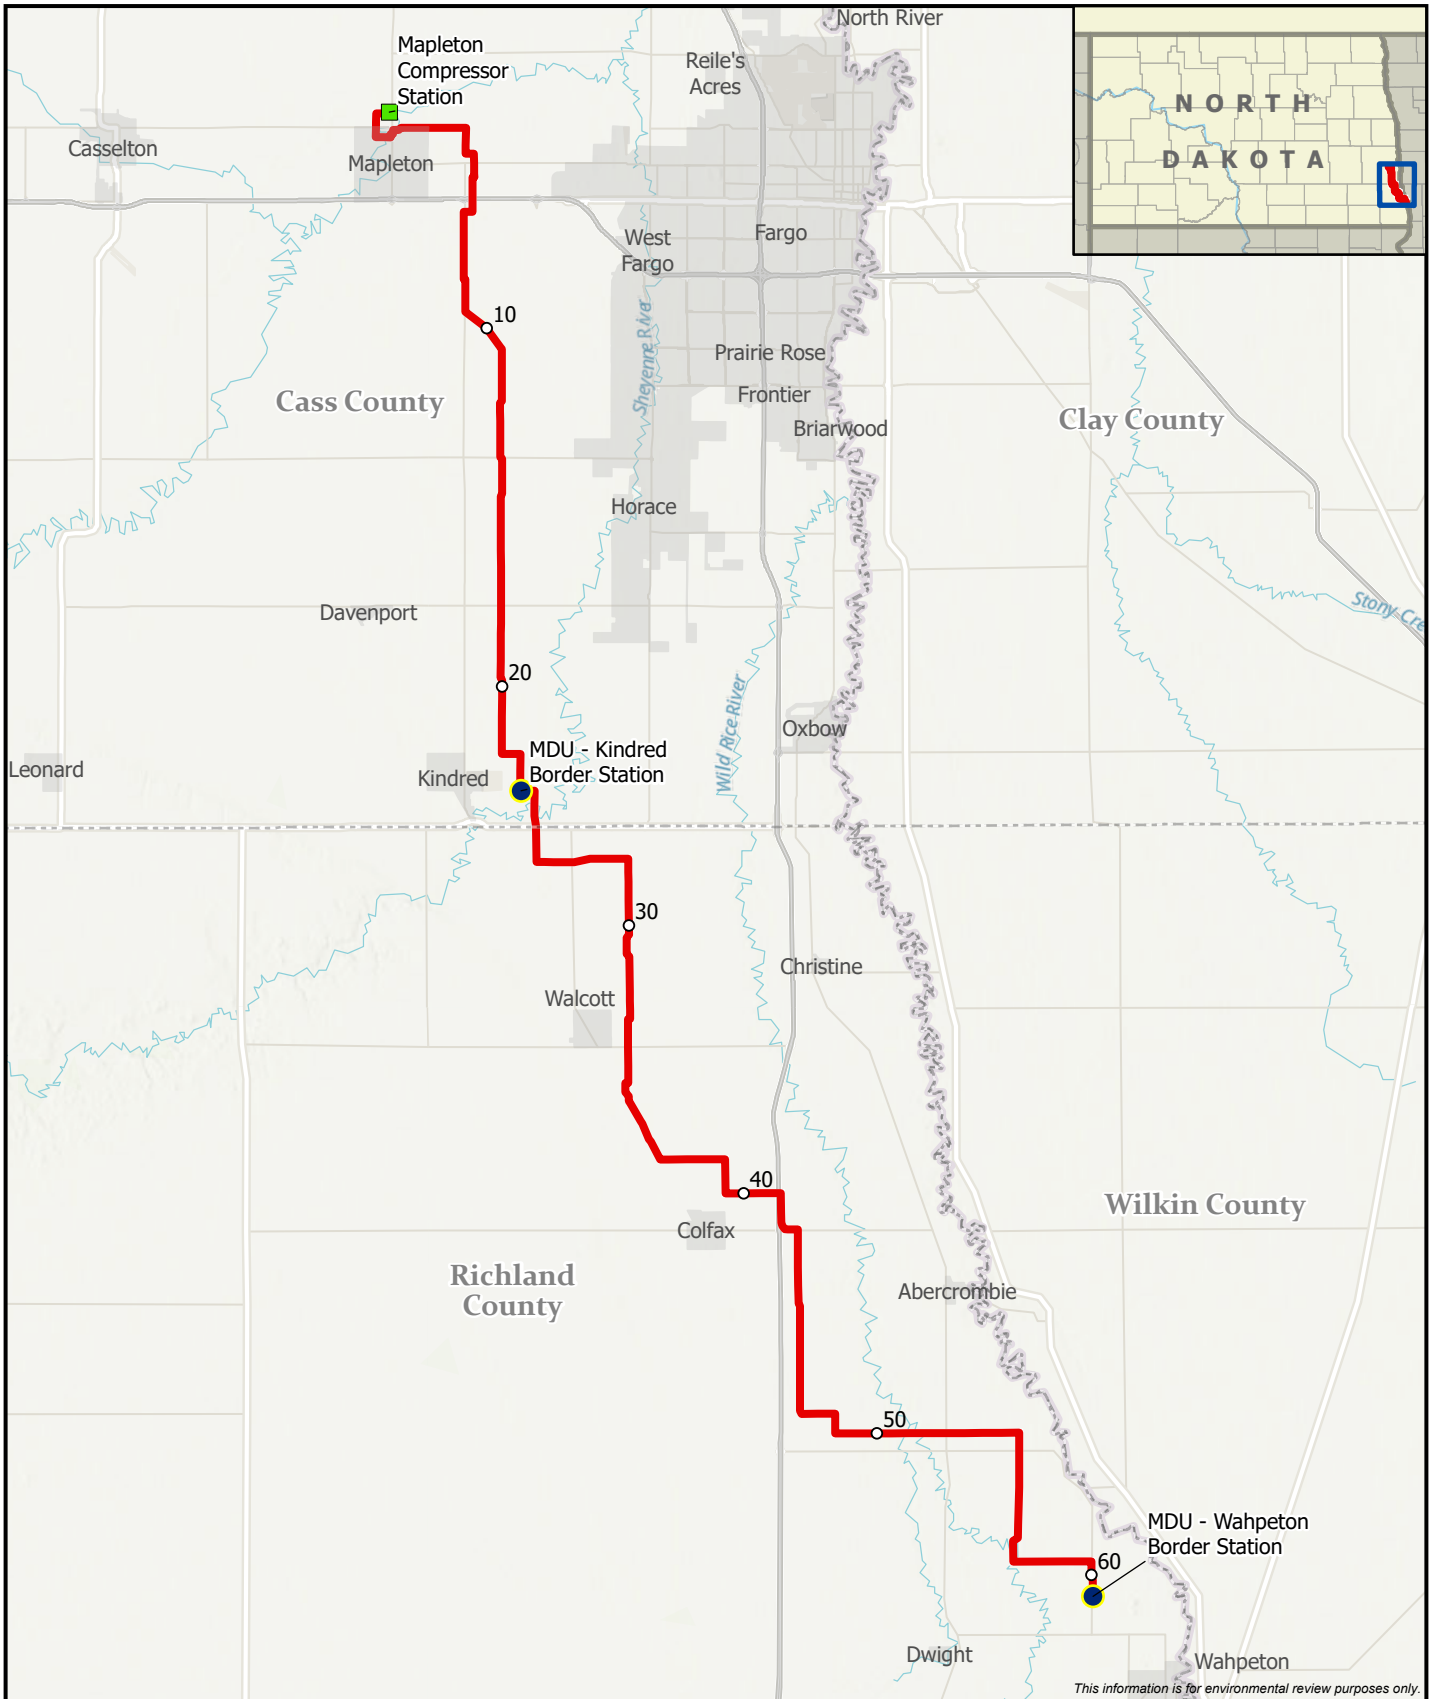 North River
Mapleton
Compressor
Station
Reile's
Acres
NORTH
DAKOTA
Casselton
Mapleton
West
Fargo
Fargo
10
Sheyenne River
Prairie Rose
Frontier
Cass County
Briarwood
Clay County
Horace
Davenport
Stony Cre
20
Wild Rice River
Oxbow
MDU - Kindred
Border Station
Leonard
Kindred
30
Christine
Walcott
40
Colfax
Wilkin County
Richland
County
Abercrombie
50
MDU - Wahpeton
Border Station
60
Dwight
Wahpeton
This information is for environmental review purposes only.